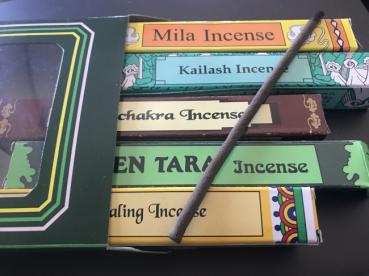 Mila Incense
Kailash Incense
chakra Incense
EN TARA Incense
aling Incense